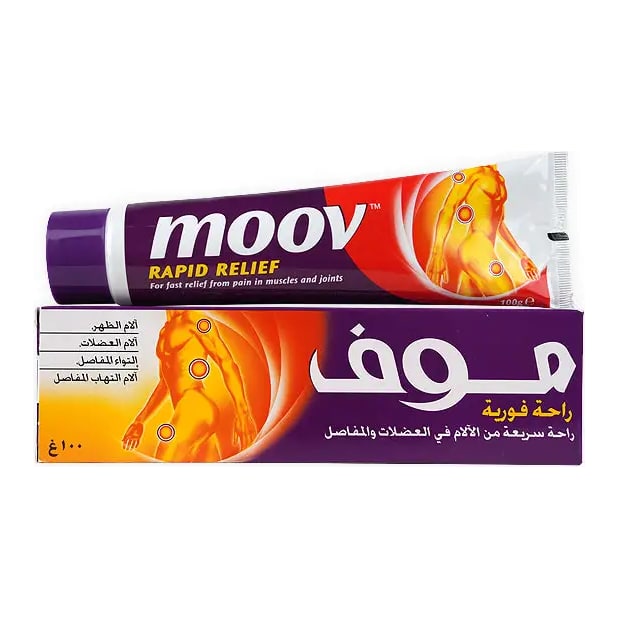 moov™
RAPID RELIEF
For fast relief from pain in muscles and joints
100g e
آلام الظهر.
آلام العضلات.
إلتواء المفاصل.
آلام التهاب المفاصل
موف
راحة فورية
راحة سريعة من الآلام في العضلات والمفاصل
١٠٠ غ